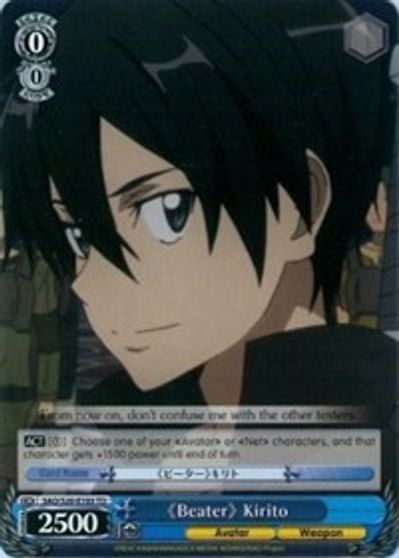 0
0
From now on, don't confuse me with the other testers.
ACT [①] Choose one of your «Avatar» or «Net» characters, and that
character gets +1500 power until end of turn.
Card Name 《ビーター》キリト
2500 《Beater》 Kirito
Avatar Weapon